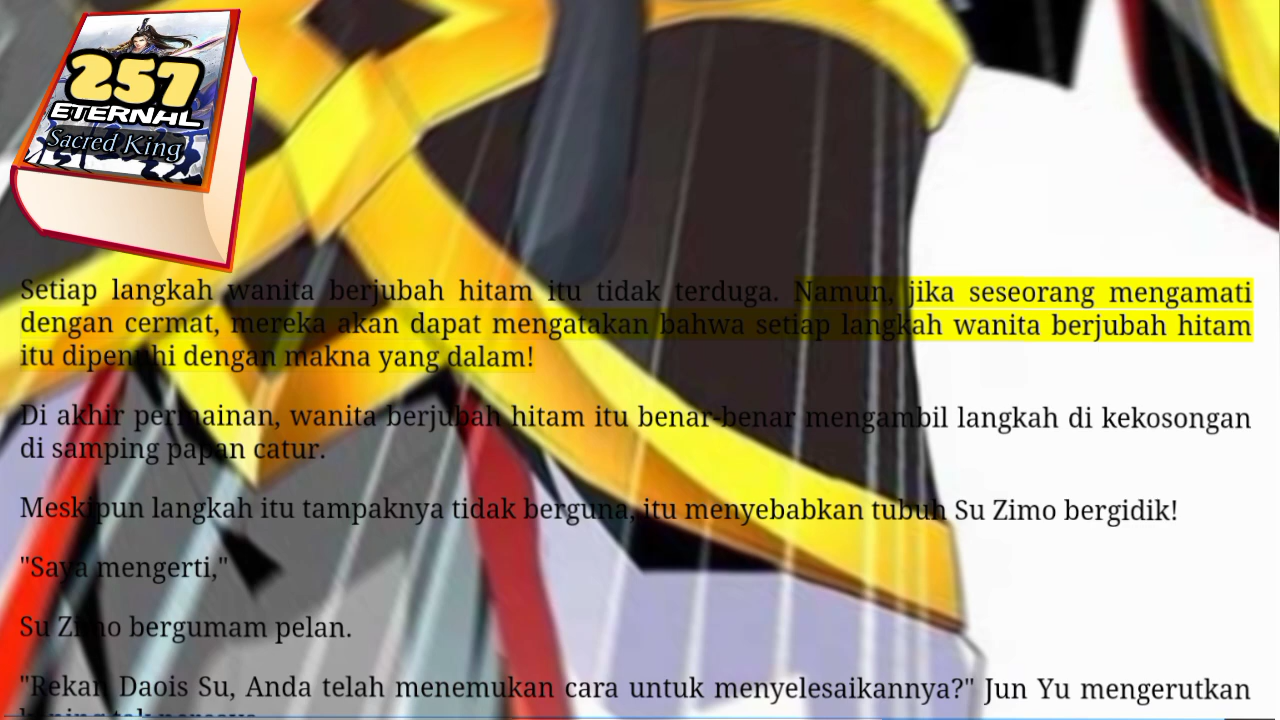 257
ETERNAL
Sacred King
Setiap langkah wanita berjubah hitam itu tidak terduga. Namun, jika seseorang mengamati
dengan cermat, mereka akan dapat mengatakan bahwa setiap langkah wanita berjubah hitam
itu dipenuhi dengan makna yang dalam!
Di akhir permainan, wanita berjubah hitam itu benar-benar mengambil langkah di kekosongan
di samping papan catur.
Meskipun langkah itu tampaknya tidak berguna, itu menyebabkan tubuh Su Zimo bergidik!
"Saya mengerti,"
Su Zimo bergumam pelan.
"Rekan Daois Su, Anda telah menemukan cara untuk menyelesaikannya?" Jun Yu mengerutkan